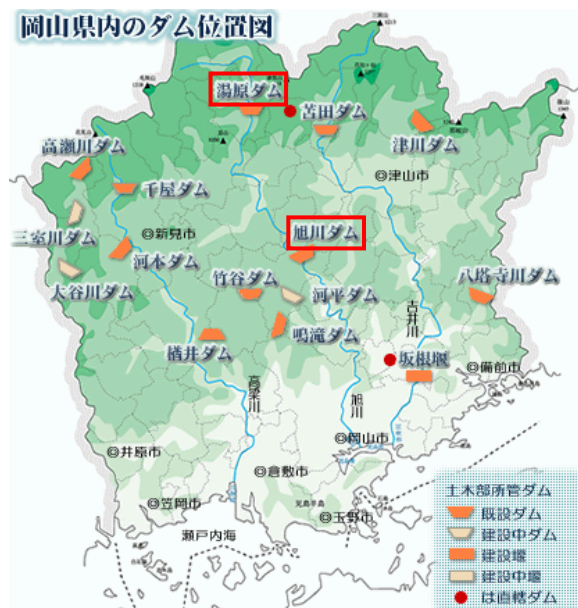 岡山県内のダム位置図
湯原ダム
苫田ダム
津川ダム
高瀬川ダム
千屋ダム
◎津山市
三室川ダム
◎新見市
旭川ダム
河本ダム
大谷川ダム
竹谷ダム
河平ダム
八塔寺川ダム
吉井川
鳴滝ダム
楢井ダム
坂根堰
◎備前市
高梁川
旭川
◎岡山市
◎井原市
◎倉敷市
児島半島
◎笠岡市
◎玉野市
瀬戸内海
土木部所管ダム
既設ダム
建設中ダム
建設堰
建設中堰
は直轄ダム